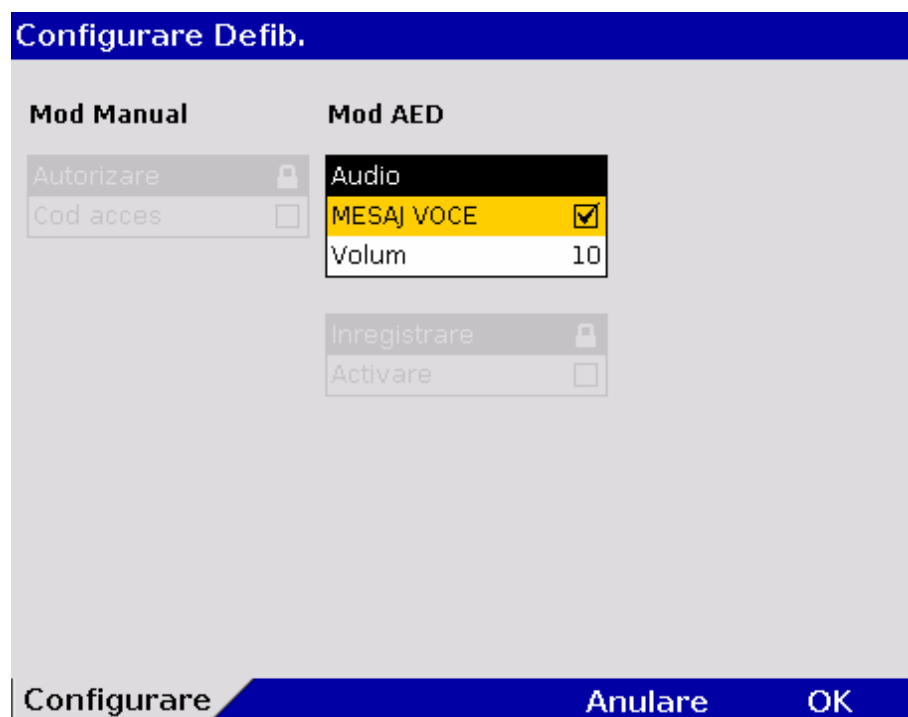 Configurare Defib.
Mod Manual
Autorizare
Cod acces
Mod AED
Audio
MESAJ VOCE
Volum 10
Inregistrare
Activare
Configurare Anulare OK